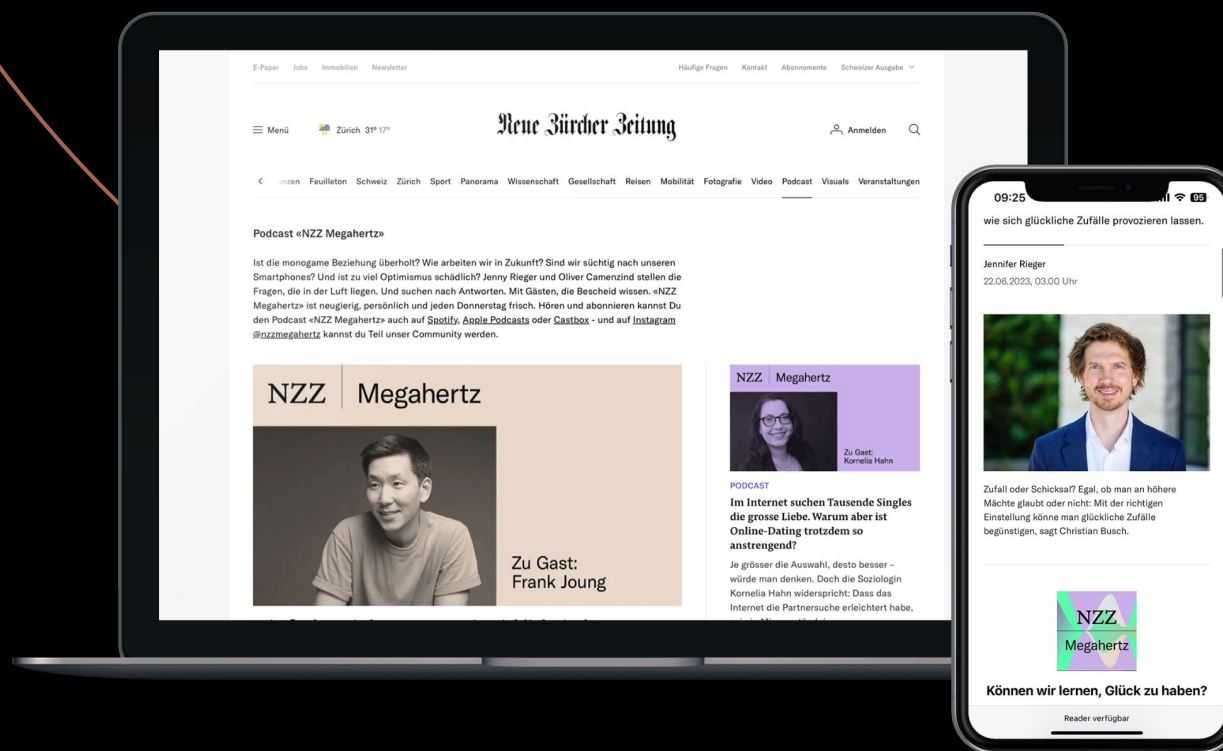 E-Paper Jobs Immobilien Newsletter Häufige Fragen Kontakt Abonnemente Schweizer Ausgabe
Menü Zürich 31° 17° Neue Zürcher Zeitung Anmelden
Feuilleton Schweiz Zürich Sport Panorama Wissenschaft Gesellschaft Reisen Mobilität Fotografie Video Podcast Visuals Veranstaltungen
Podcast «NZZ Megahertz»
Ist die monogame Beziehung überholt? Wie arbeiten wir in Zukunft? Sind wir süchtig nach unseren
Smartphones? Und ist zu viel Optimismus schädlich? Jenny Rieger und Oliver Camenzind stellen die
Fragen, die in der Luft liegen. Und suchen nach Antworten. Mit Gästen, die Bescheid wissen. «NZZ
Megahertz» ist neugierig, persönlich und jeden Donnerstag frisch. Hören und abonnieren kannst Du
den Podcast «NZZ Megahertz» auch auf Spotify, Apple Podcasts oder Castbox - und auf Instagram
@nzzmegahertz kannst du Teil unser Community werden.
NZZ Megahertz
Zu Gast:
Frank Joung
NZZ Megahertz
Zu Gast:
Kornelia Hahn
PODCAST
Im Internet suchen Tausende Singles
die grosse Liebe. Warum aber ist
Online-Dating trotzdem so
anstrengend?
Je grösser die Auswahl, desto besser –
würde man denken. Doch die Soziologin
Kornelia Hahn widerspricht: Dass das
Internet die Partnersuche erleichtert habe,
09:25 95
wie sich glückliche Zufälle provozieren lassen.
Jennifer Rieger
22.06.2023, 03.00 Uhr
Zufall oder Schicksal? Egal, ob man an höhere
Mächte glaubt oder nicht: Mit der richtigen
Einstellung könne man glückliche Zufälle
begünstigen, sagt Christian Busch.
NZZ
Megahertz
Können wir lernen, Glück zu haben?
Reader verfügbar